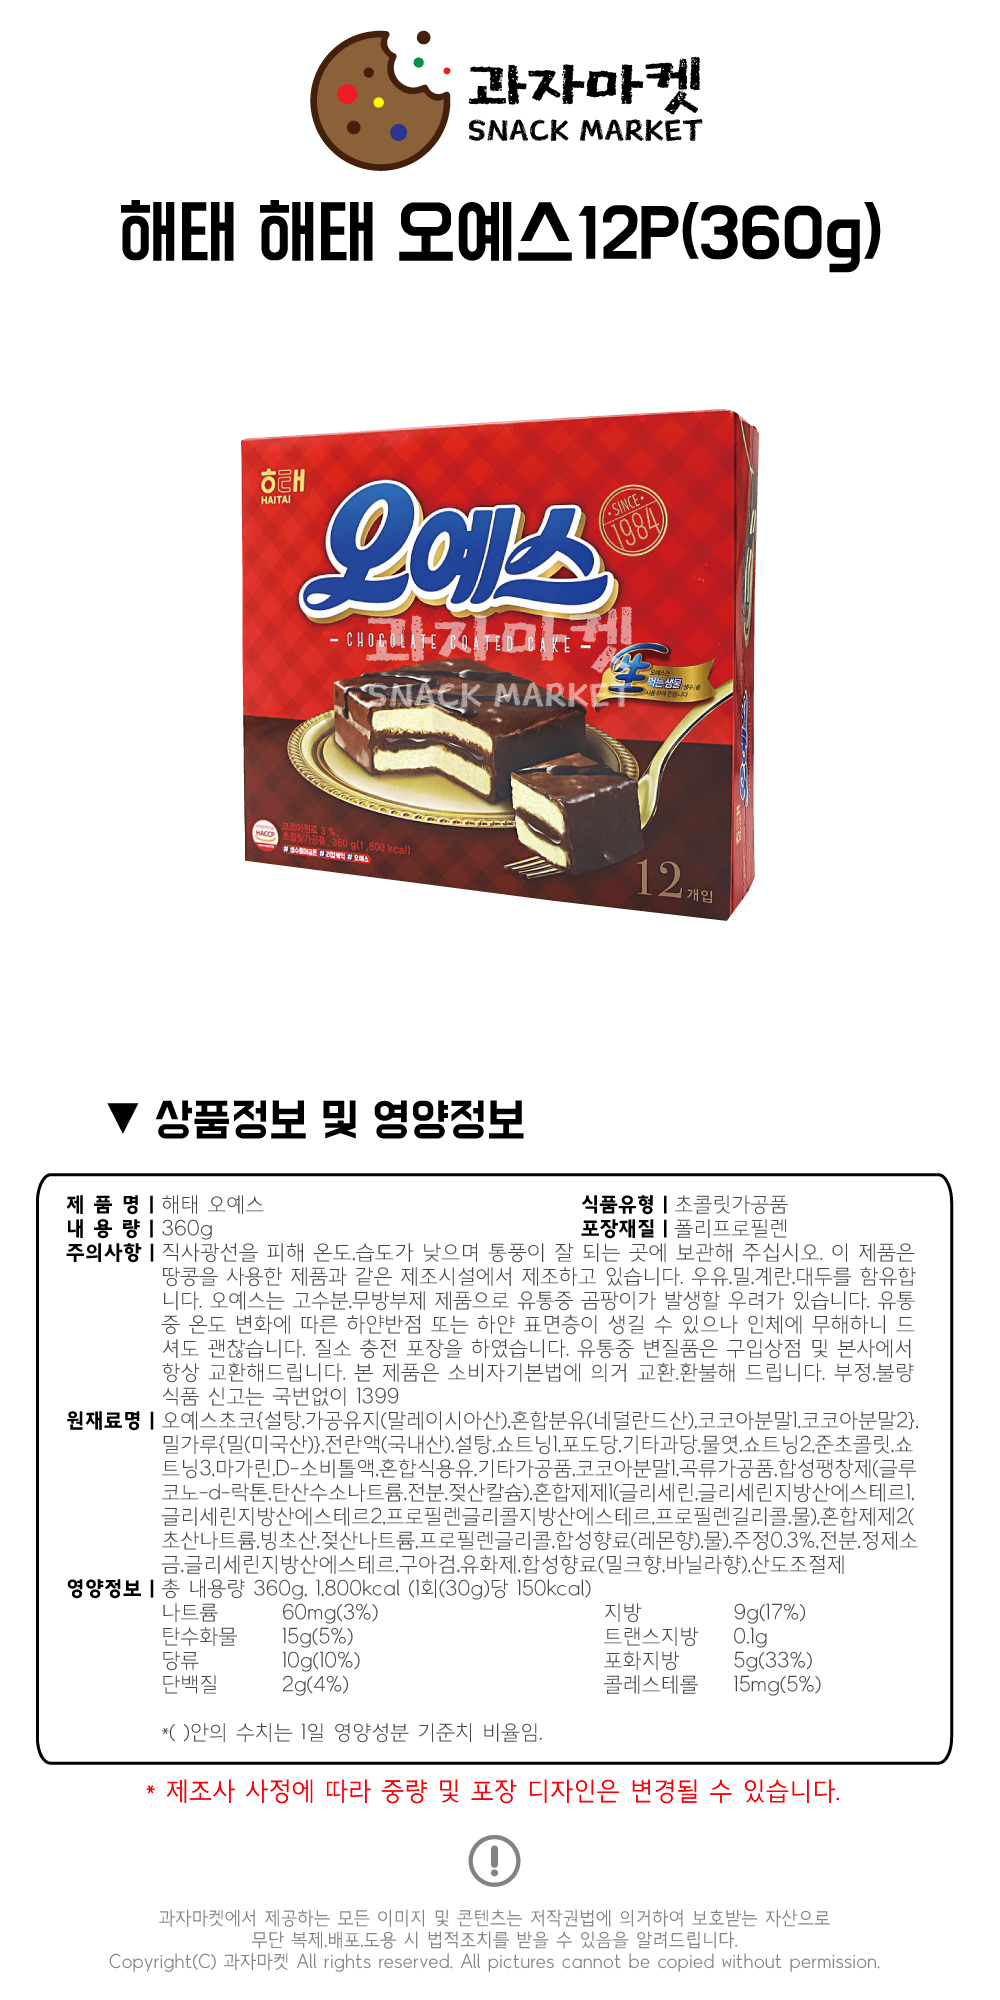 과자마켓
SNACK MARKET
해태 해태 오예스12P(360g)
해태
HAITAI
오예스
•SINCE•
1984
- CHOCOLATE COATED CAKE -
과자마켓
SNACK MARKET
生
오예스는
먹는샘물(생수)을
사용하여 만듭니다
HACCP
코코아원료 3 %,
초콜릿가공품, 360 g(1,800 kcal)
12개입
▼ 상품정보 및 영양정보
제 품 명 | 해태 오예스
식품유형 | 초콜릿가공품
내 용 량 | 360g
포장재질 | 폴리프로필렌
주의사항 | 직사광선을 피해 온도,습도가 낮으며 통풍이 잘 되는 곳에 보관해 주십시오. 이 제품은
땅콩을 사용한 제품과 같은 제조시설에서 제조하고 있습니다. 우유,밀,계란,대두를 함유합
니다. 오예스는 고수분,무방부제 제품으로 유통중 곰팡이가 발생할 우려가 있습니다. 유통
중 온도 변화에 따른 하얀반점 또는 하얀 표면층이 생길 수 있으나 인체에 무해하니 드
셔도 괜찮습니다. 질소 충전 포장을 하였습니다. 유통중 변질품은 구입상점 및 본사에서
항상 교환해드립니다. 본 제품은 소비자기본법에 의거 교환,환불해 드립니다. 부정,불량
식품 신고는 국번없이 1399
원재료명 | 오예스초코{설탕,가공유지(말레이시아산),혼합분유(네덜란드산),코코아분말1,코코아분말2},
밀가루{밀(미국산)},전란액(국내산),설탕,쇼트닝1,포도당,기타과당,물엿,쇼트닝2,준초콜릿,쇼
트닝3,마가린,D-소비톨액,혼합식용유,기타가공품,코코아분말1,곡류가공품,합성팽창제(글루
코노-d-락톤,탄산수소나트륨,전분,젖산칼슘),혼합제제1(글리세린,글리세린지방산에스테르1,
글리세린지방산에스테르2,프로필렌글리콜지방산에스테르,프로필렌길리콜,물),혼합제제2(
초산나트륨,빙초산,젖산나트륨,프로필렌글리콜,합성향료(레몬향),물),주정0.3%,전분,정제소
금,글리세린지방산에스테르,구아검,유화제,합성향료(밀크향,바닐라향),산도조절제
영양정보 | 총 내용량 360g, 1,800kcal (1회(30g)당 150kcal)
나트륨 60mg(3%) 지방 9g(17%)
탄수화물 15g(5%) 트랜스지방 0.1g
당류 10g(10%) 포화지방 5g(33%)
단백질 2g(4%) 콜레스테롤 15mg(5%)
*( )안의 수치는 1일 영양성분 기준치 비율임.
* 제조사 사정에 따라 중량 및 포장 디자인은 변경될 수 있습니다.
과자마켓에서 제공하는 모든 이미지 및 콘텐츠는 저작권법에 의거하여 보호받는 자산으로
무단 복제,배포,도용 시 법적조치를 받을 수 있음을 알려드립니다.
Copyright(C) 과자마켓 All rights reserved. All pictures cannot be copied without permission.